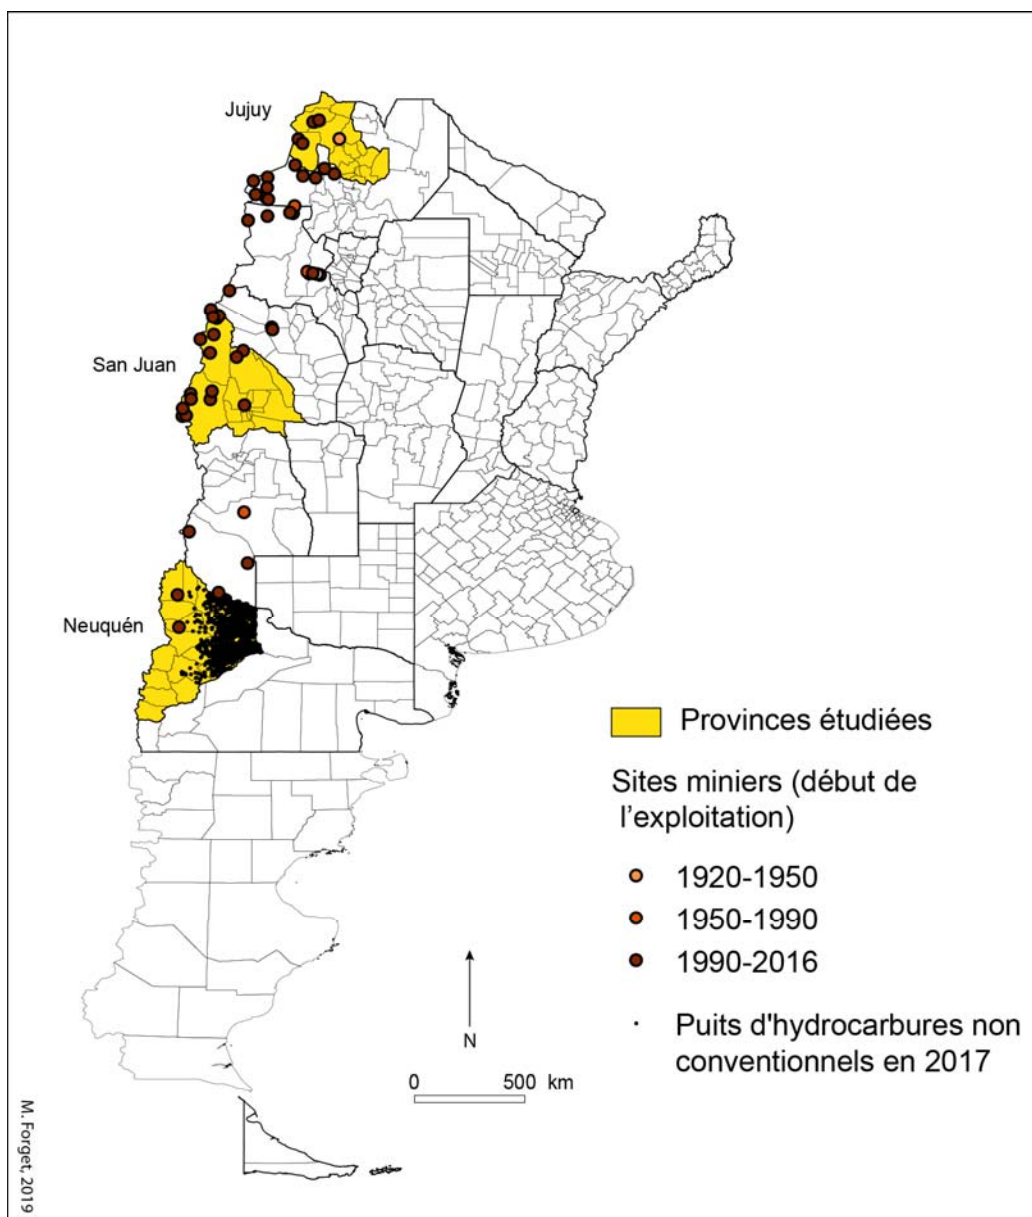 Jujuy
San Juan
Neuquén
Provinces étudiées
Sites miniers (début de
l'exploitation)
1920-1950
1950-1990
1990-2016
Puits d'hydrocarbures non
conventionnels en 2017
N
0 500 km
M. Forget, 2019